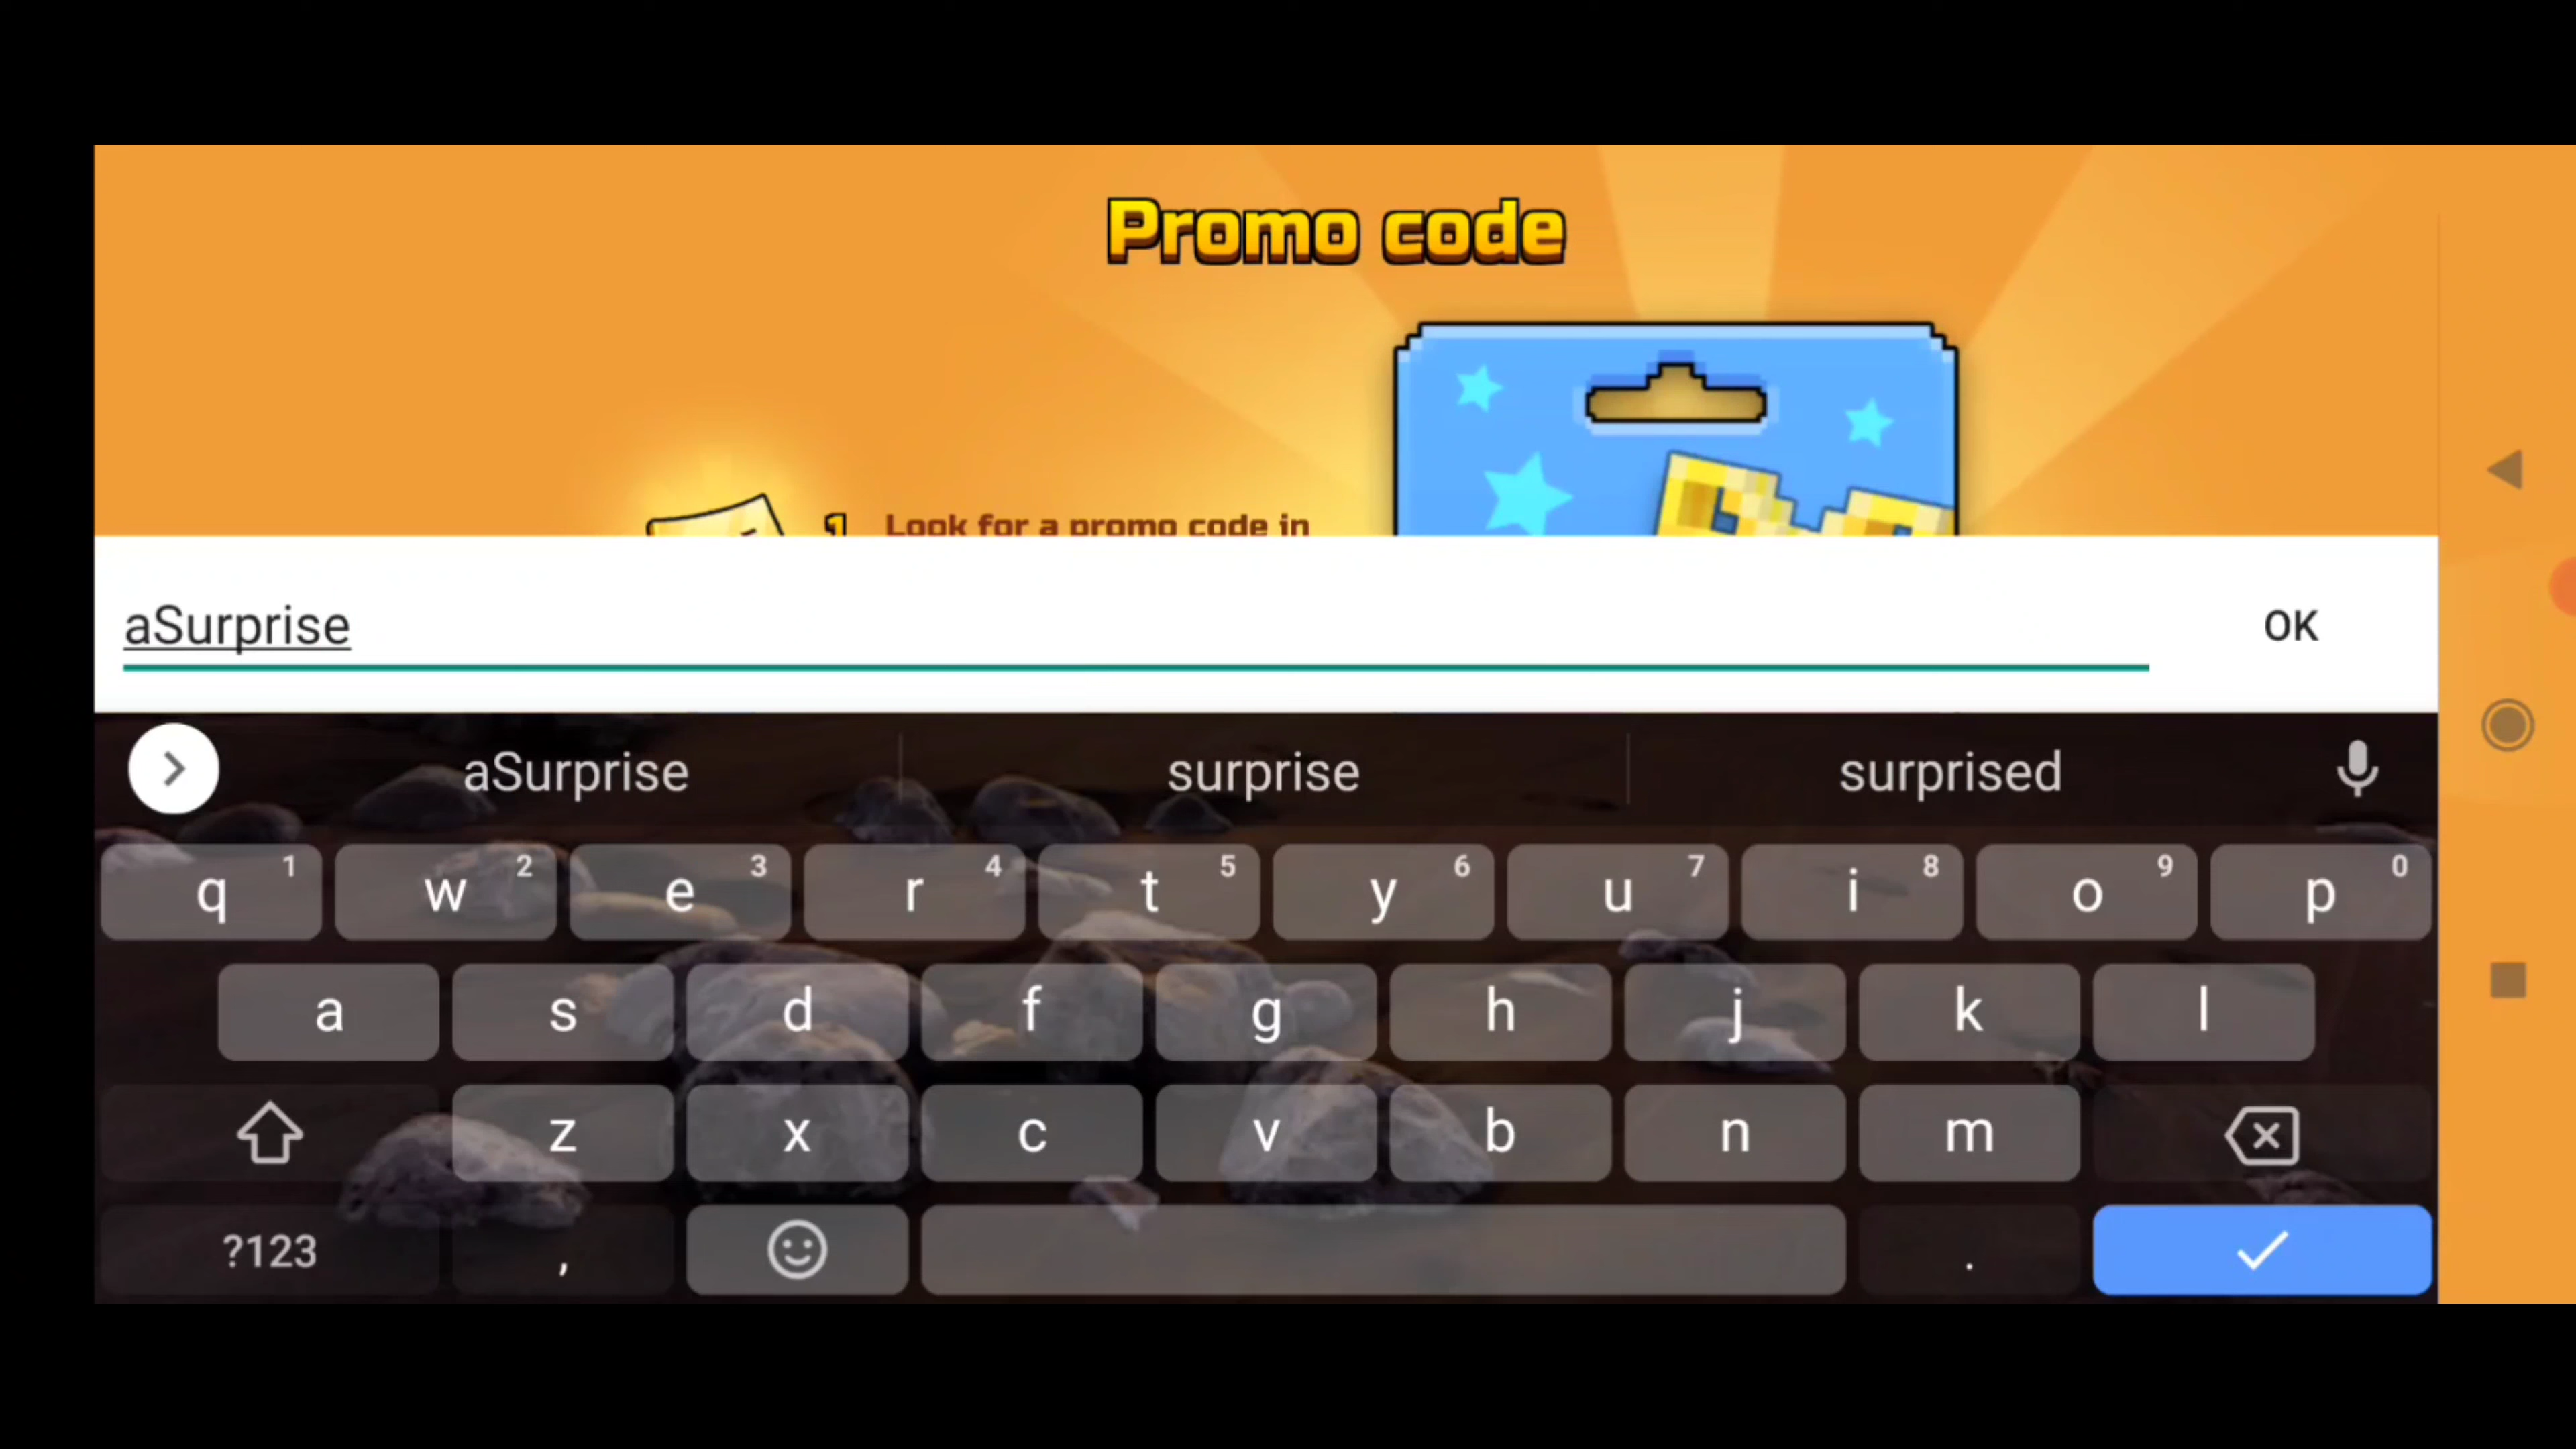 Promo code
1 Look for a promo code in
aSurprise OK
aSurprise surprise surprised
q 1 w 2 e 3 r 4 t 5 y 6 u 7 i 8 o 9 p 0
a s d f g h j k l
z x c v b n m
?123 , .